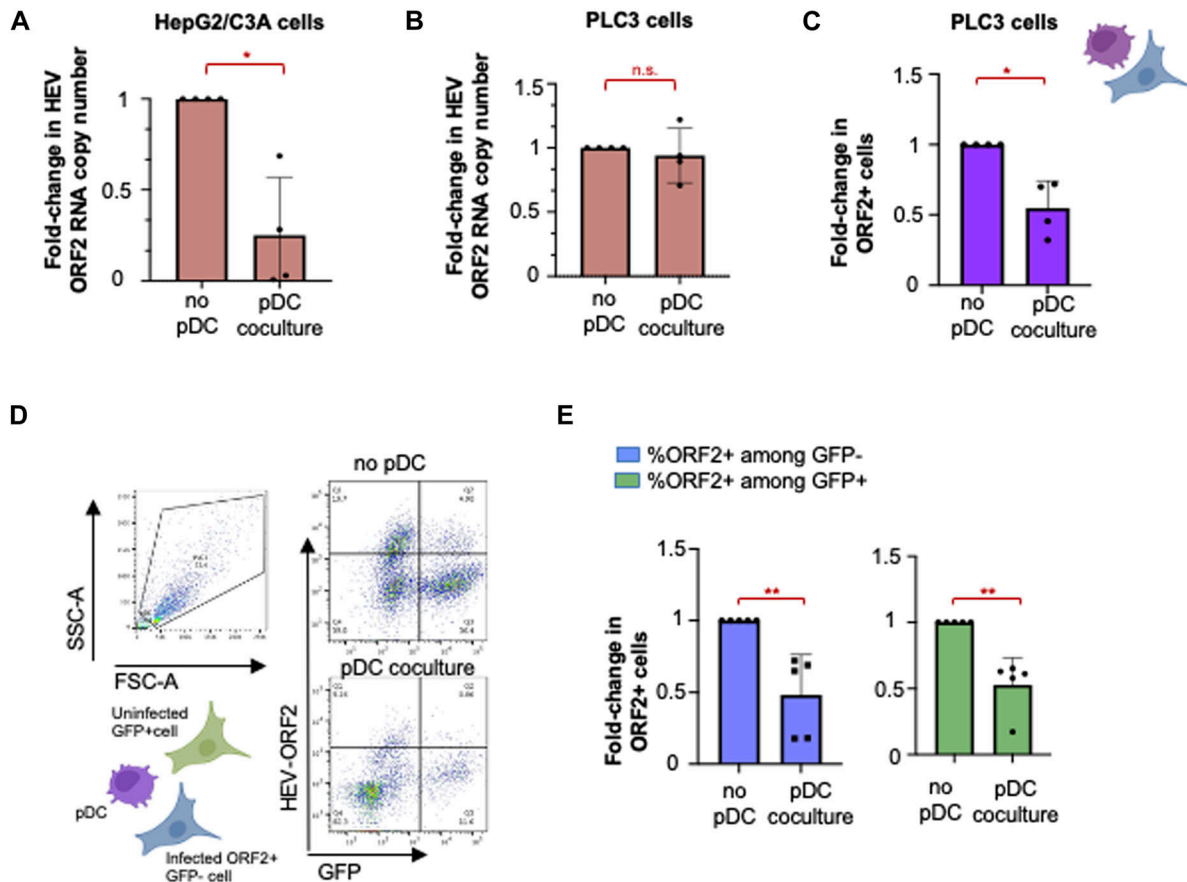 A
HepG2/C3A cells
Fold-change in HEV
ORF2 RNA copy number
1
0.5
0
*
no
pDC
pDC
coculture
B
PLC3 cells
Fold-change in HEV
ORF2 RNA copy number
1.5
1
0.5
0
n.s.
no
pDC
pDC
coculture
C
PLC3 cells
Fold-change in
ORF2+ cells
1.5
1
0.5
0
*
no
pDC
pDC
coculture
D
SSC-A
FSC-A
no pDC
pDC coculture
HEV-ORF2
GFP
Uninfected
GFP+cell
pDC
Infected ORF2+
GFP- cell
E
%ORF2+ among GFP-
%ORF2+ among GFP+
Fold-change in
ORF2+ cells
1.5
1
0.5
0
**
no
pDC
pDC
coculture
1.5
1
0.5
0
**
no
pDC
pDC
coculture